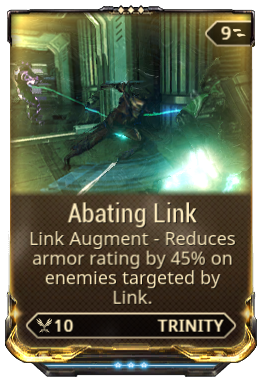 9
Abating Link
Link Augment - Reduces
armor rating by 45% on
enemies targeted by
Link.
10 TRINITY